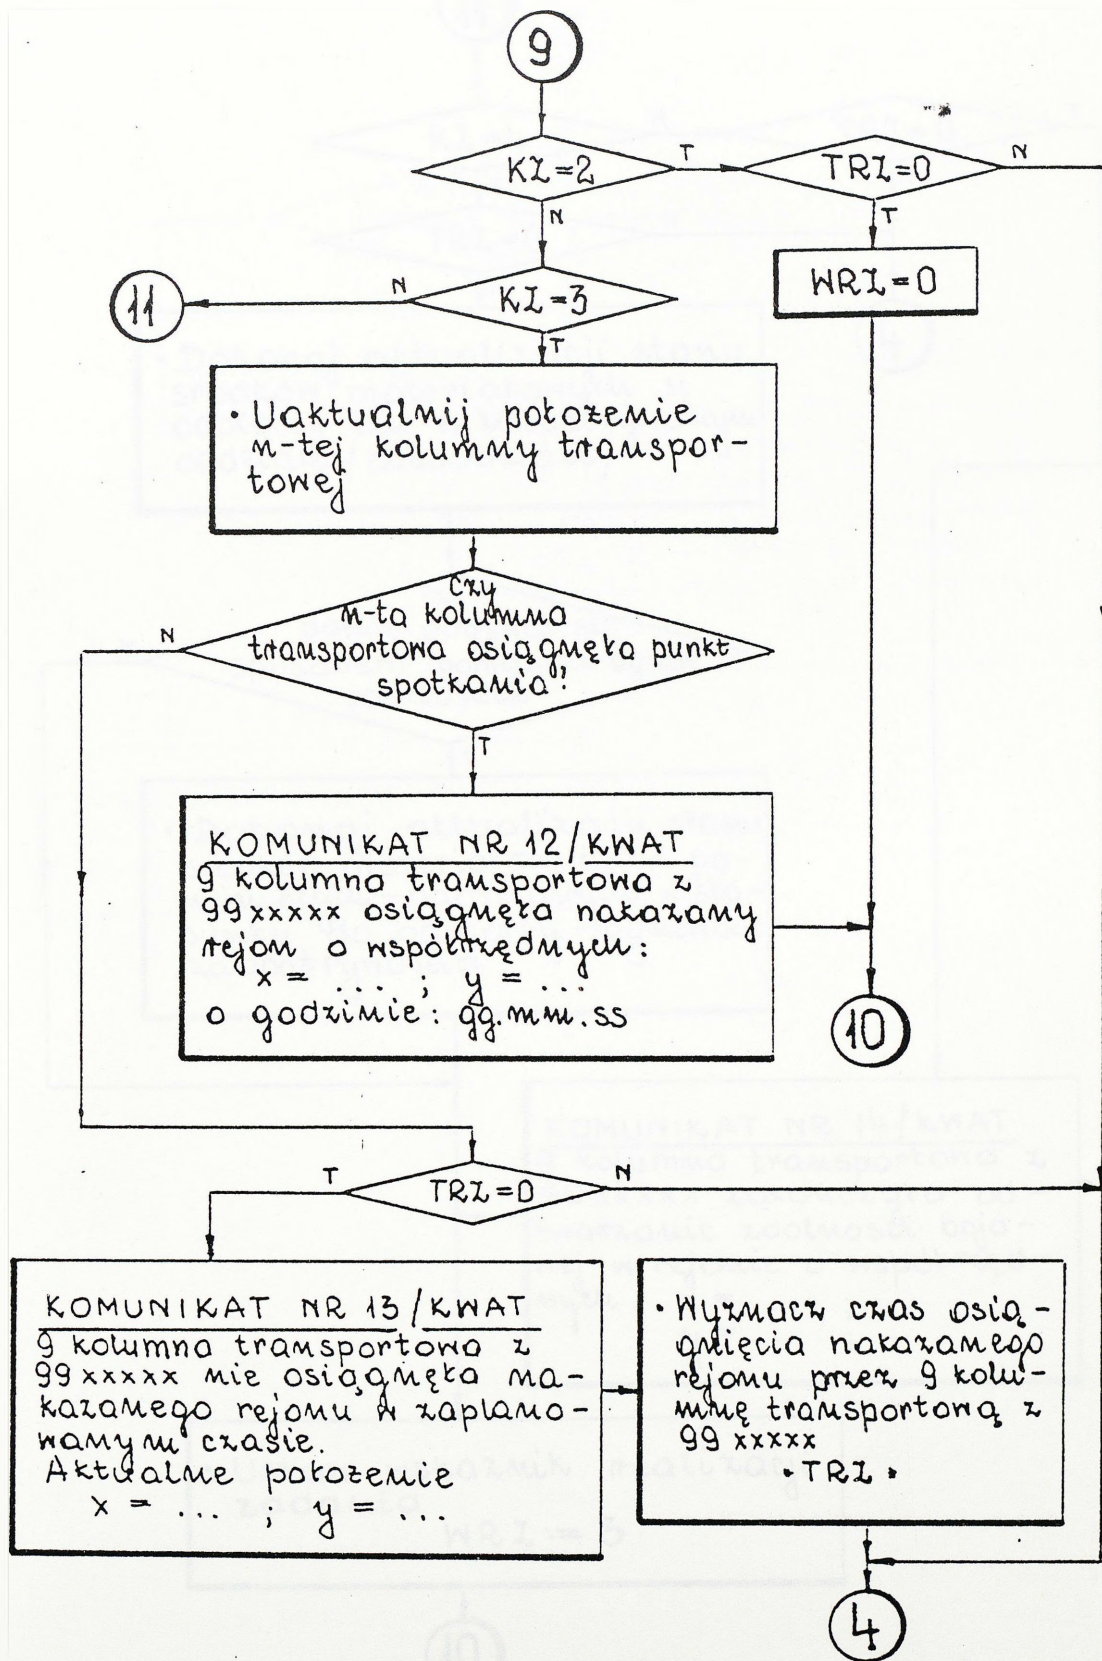 9
KZ=2
T
TRZ=0
N
N
T
WRZ=0
N
11
KZ=3
T
• Uaktualnij położenie
n-tej kolumny transpor-
towej
Czy
n-ta kolumna
transportowa osiągnęła punkt
spotkania?
N
T
KOMUNIKAT NR 12/KWAT
9 kolumna transportowa z
99xxxxx osiągnęła nakazany
rejon o współrzędnych:
x = ... ; y = ...
o godzinie: gg.mm.ss
10
T
TRZ=0
N
KOMUNIKAT NR 13/KWAT
9 kolumna transportowa z
99xxxxx nie osiągnęła na-
kazanego rejonu w zaplano-
wanym czasie.
Aktualne położenie
x = ... ; y = ...
• Wyznacz czas osią-
gnięcia nakazanego
rejonu przez 9 kolu-
mnę transportową z
99 xxxxx
• TRZ •
4